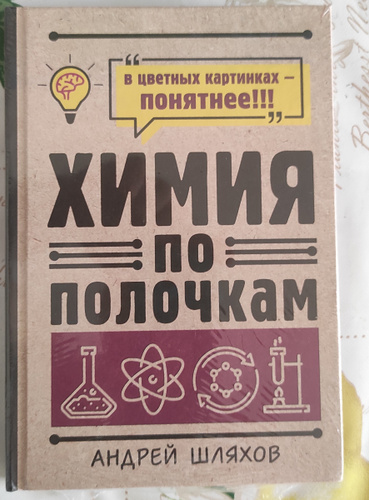 „в цветных картинках –
понятнее!!!”
ХИМИЯ
ПО
ПОЛОЧКАМ
C
АНДРЕЙ ШЛЯХОВ